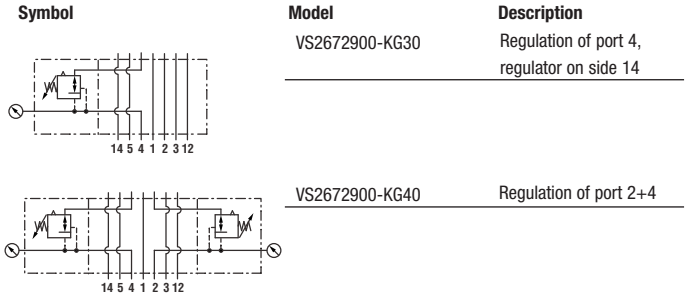 Symbol Model Description
VS2672900-KG30 Regulation of port 4,
regulator on side 14
14 5 4 1 2 3 12
VS2672900-KG40 Regulation of port 2+4
14 5 4 1 2 3 12